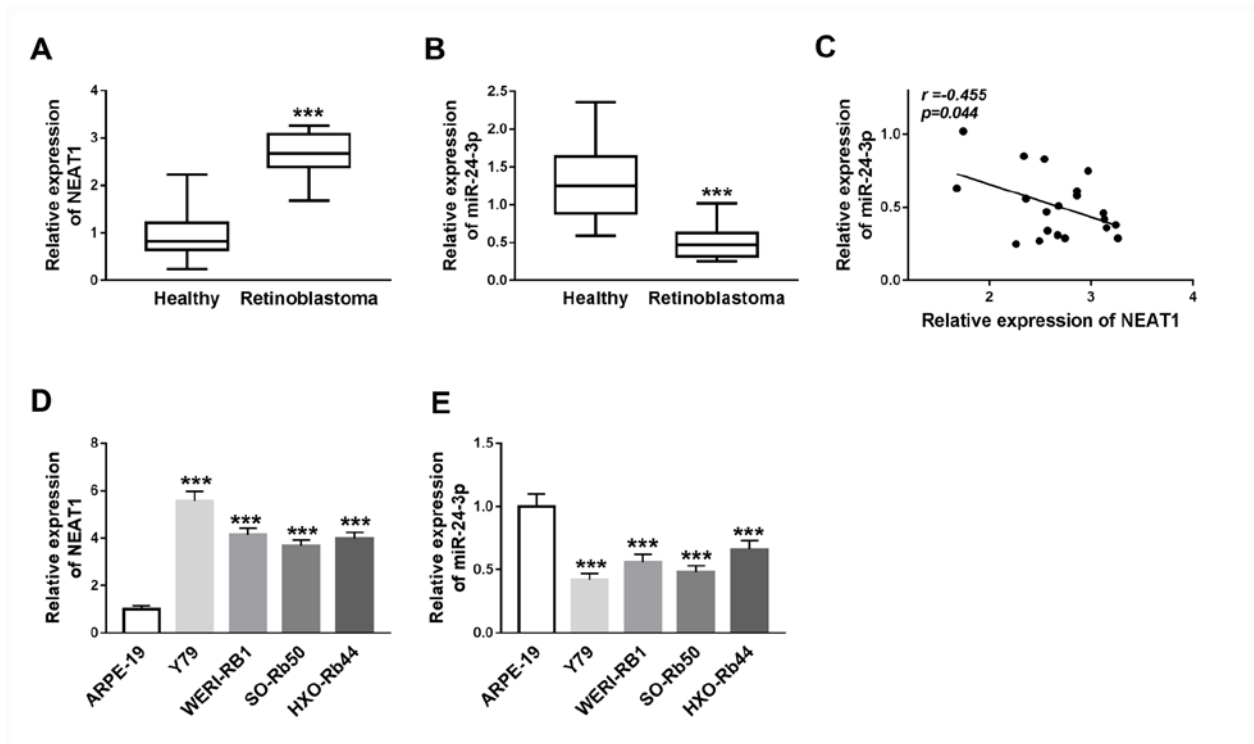 A
Relative expression
of NEAT1
4
3
2
1
0
***
Healthy
Retinoblastoma
B
Relative expression
of miR-24-3p
2.5
2.0
1.5
1.0
0.5
0.0
***
Healthy
Retinoblastoma
C
Relative expression
of miR-24-3p
r =-0.455
p=0.044
1.0
0.5
0.0
2
3
4
Relative expression of NEAT1
D
Relative expression
of NEAT1
8
6
4
2
0
***
***
***
***
ARPE-19
Y79
WERI-RB1
SO-Rb50
HXO-Rb44
E
Relative expression
of miR-24-3p
1.5
1.0
0.5
0.0
***
***
***
***
ARPE-19
Y79
WERI-RB1
SO-Rb50
HXO-Rb44